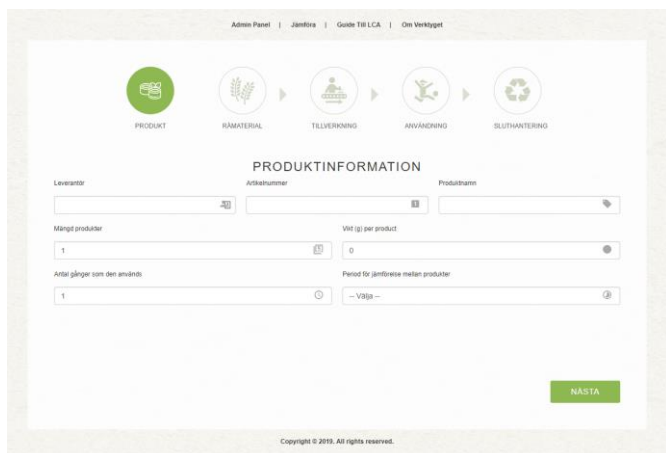 Admin Panel | Jämföra | Guide Till LCA | Om Verktyget
PRODUKT RÅMATERIAL TILLVERKNING ANVÄNDNING SLUTHANTERING
PRODUKTINFORMATION
Leverantör Artikelnummer Produktnamn
Mängd produkter Vikt (g) per product
1 0
Antal gånger som den används Period för jämförelse mellan produkter
1 -- Välja --
NÄSTA
Copyright © 2019. All rights reserved.